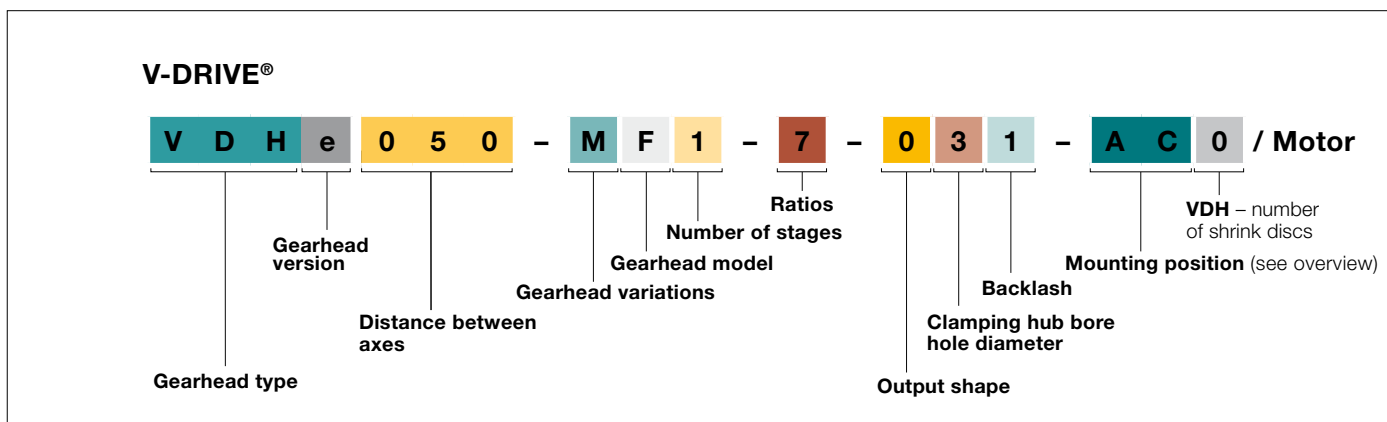 V-DRIVE®
V D H e 0 5 0 – M F 1 – 7 – 0 3 1 – A C 0 / Motor
Ratios
VDH – number
of shrink discs
Number of stages
Gearhead
version
Gearhead model
Mounting position (see overview)
Backlash
Gearhead variations
Distance between
axes
Clamping hub bore
hole diameter
Gearhead type
Output shape